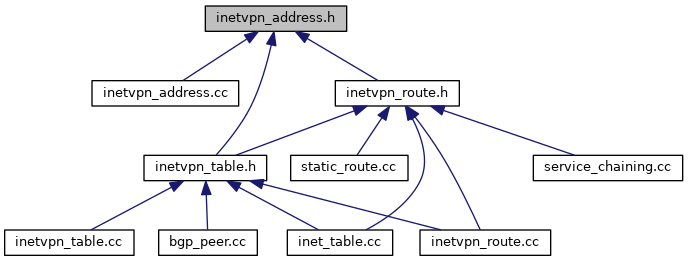 inetvpn_address.h
inetvpn_address.cc
inetvpn_route.h
inetvpn_table.h
static_route.cc
service_chaining.cc
inetvpn_table.cc
bgp_peer.cc
inet_table.cc
inetvpn_route.cc